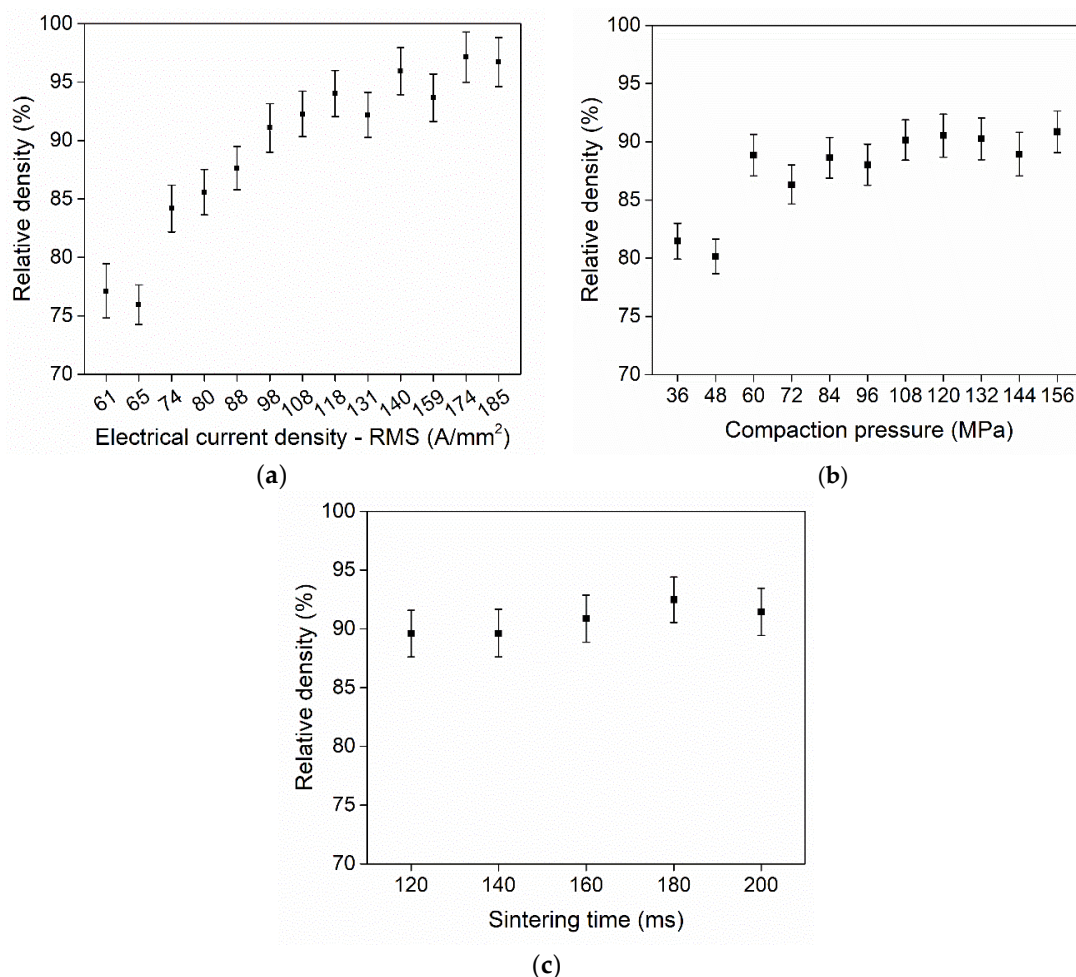 100
95
90
85
80
75
70
Relative density (%)
61 65 74 80 88 98 108 118 131 140 159 174 185
Electrical current density - RMS (A/mm²)
(a)
100
95
90
85
80
75
70
Relative density (%)
36 48 60 72 84 96 108 120 132 144 156
Compaction pressure (MPa)
(b)
100
95
90
85
80
75
70
Relative density (%)
120 140 160 180 200
Sintering time (ms)
(c)